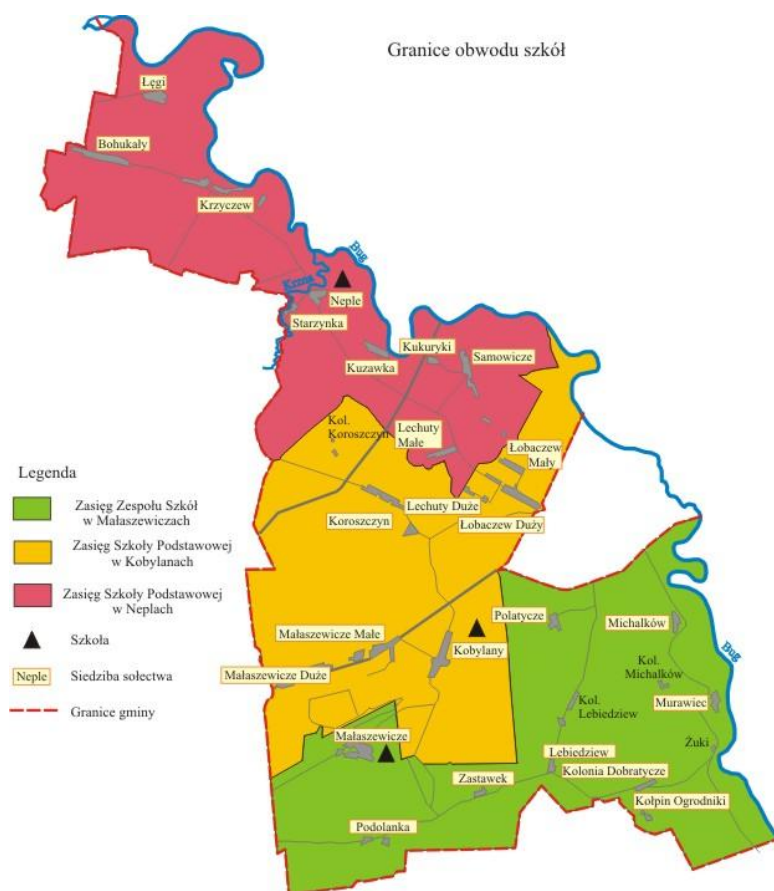 Granice obwodu szkół
Łęgi
Bohukały
Krzyczew
Bug
Krzna
Neple
Starzynka
Kukuryki
Kuzawka
Samowicze
Kol.
Koroszczyn
Lechuty
Małe
Łobaczew
Mały
Lechuty Duże
Koroszczyn
Łobaczew Duży
Legenda
Zasięg Zespołu Szkół
w Małaszewiczach
Zasięg Szkoły Podstawowej
w Kobylanach
Zasięg Szkoły Podstawowej
w Neplach
Szkoła
Neple
Siedziba sołectwa
Granice gminy
Polatycze
Michalków
Małaszewicze Małe
Kobylany
Bug
Małaszewicze Duże
Kol.
Michalków
Murawiec
Kol.
Lebiedziew
Małaszewicze
Żuki
Lebiedziew
Zastawek
Kolonia Dobratycze
Kołpin Ogrodniki
Podolanka